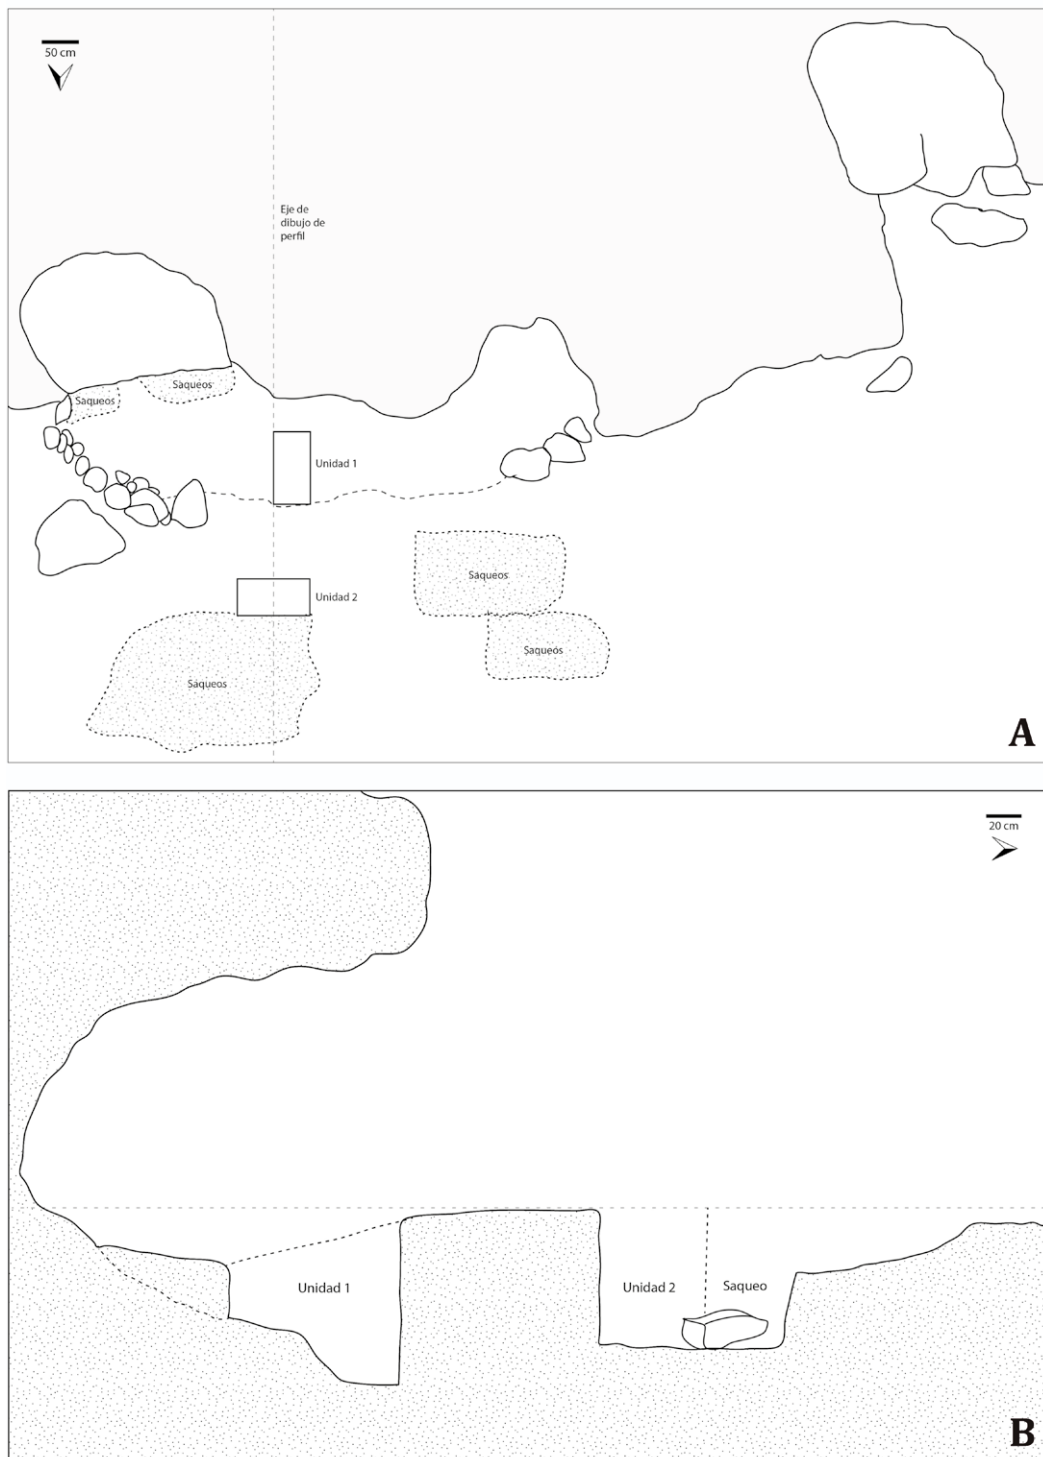 50 cm
Eje de
dibujo de
perfil
Saqueos
Saqueos
Unidad 1
Saqueos
Unidad 2
Saqueos
Saqueos
A
20 cm
Unidad 1
Unidad 2
Saqueo
B